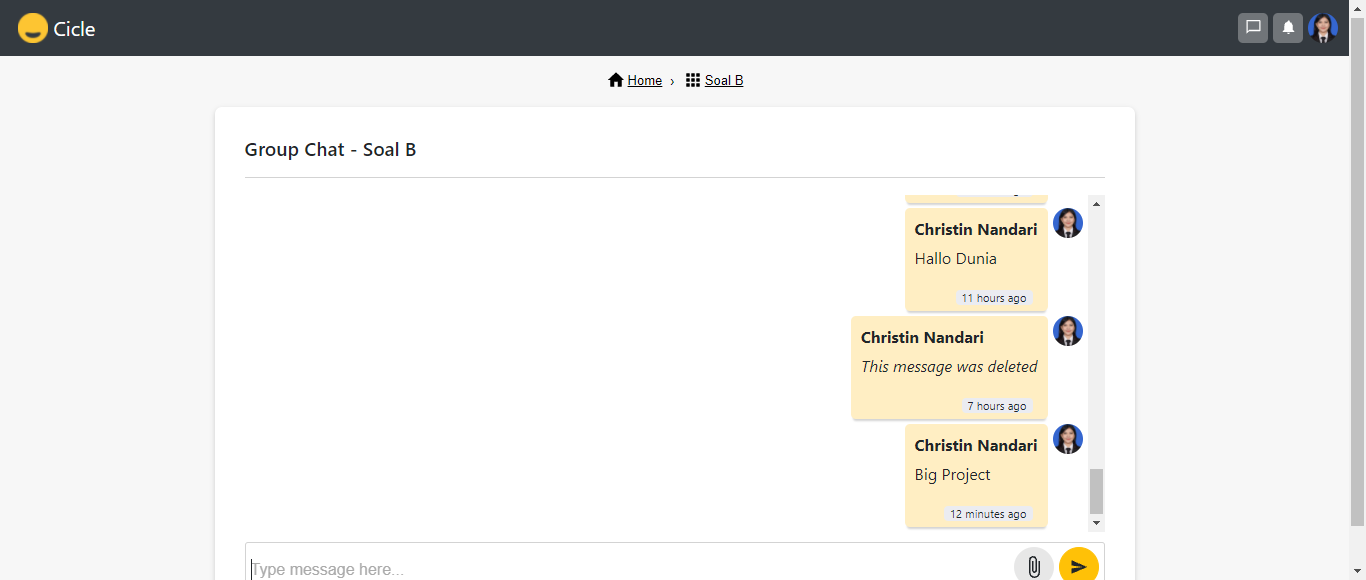 Cicle
Home › Soal B
Group Chat - Soal B
Christin Nandari
Hallo Dunia
11 hours ago
Christin Nandari
This message was deleted
7 hours ago
Christin Nandari
Big Project
12 minutes ago
Type message here...